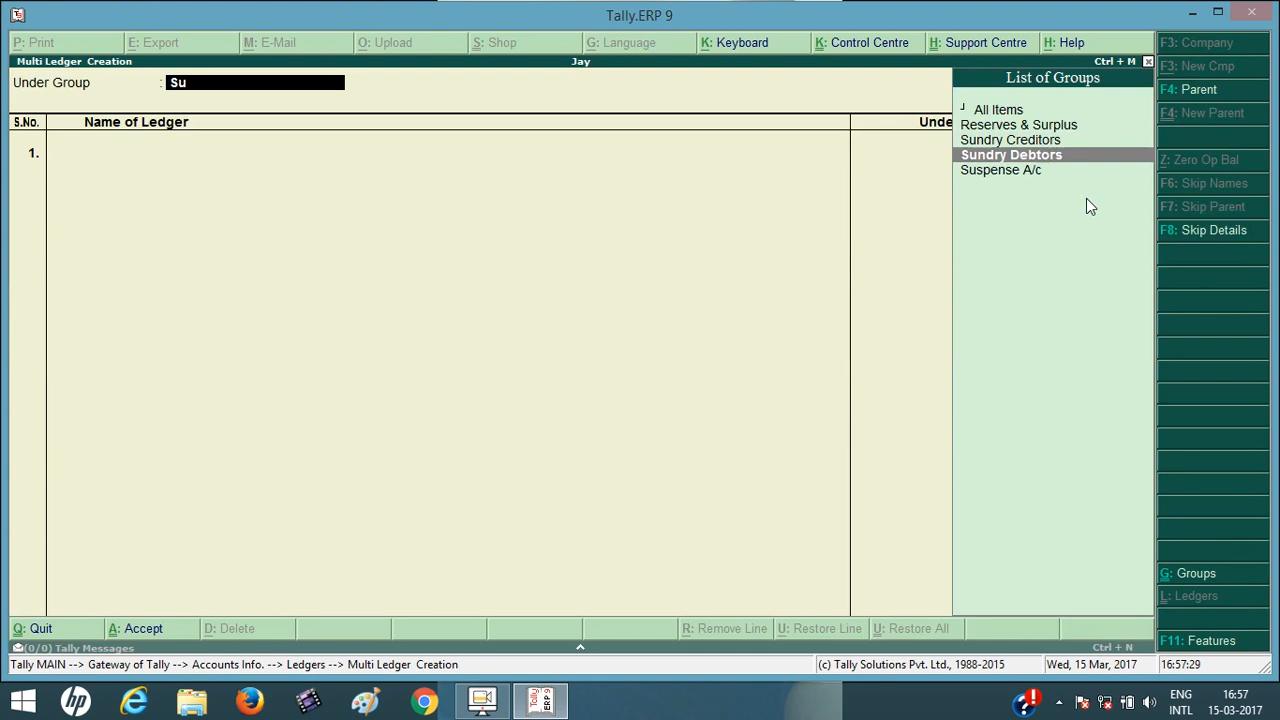 Tally.ERP 9
P: Print E: Export M: E-Mail O: Upload S: Shop G: Language K: Keyboard K: Control Centre H: Support Centre H: Help
F3: Company
Multi Ledger Creation Jay Ctrl + M
F3: New Cmp
Under Group : Su
List of Groups
F4: Parent
All Items
F4: New Parent
S.No. Name of Ledger Unde
Reserves & Surplus
Sundry Creditors
1.
Sundry Debtors
Z: Zero Op Bal
Suspense A/c
F6: Skip Names
F7: Skip Parent
F8: Skip Details
G: Groups
L: Ledgers
Q: Quit A: Accept D: Delete R: Remove Line U: Restore Line U: Restore All
F11: Features
(0/0) Tally Messages Ctrl + N
Tally MAIN --> Gateway of Tally --> Accounts Info. --> Ledgers --> Multi Ledger Creation (c) Tally Solutions Pvt. Ltd., 1988-2015 Wed, 15 Mar, 2017 16:57:29
hp Tally ERP 9 ENG 16:57
INTL 15-03-2017